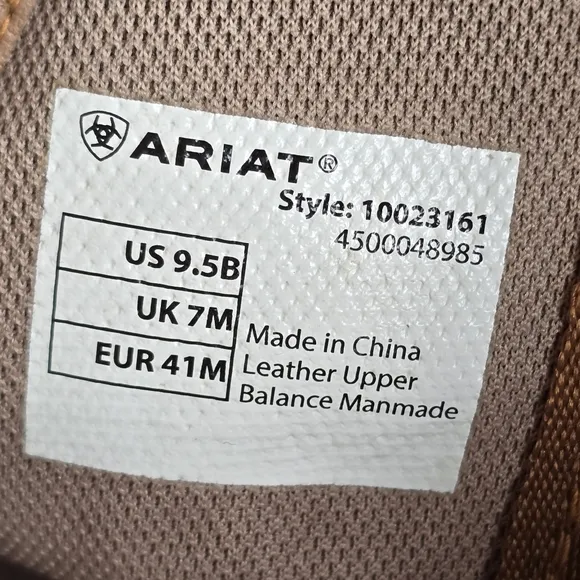 ARIAT®
Style: 10023161
4500048985
US 9.5B
UK 7M
EUR 41M
Made in China
Leather Upper
Balance Manmade